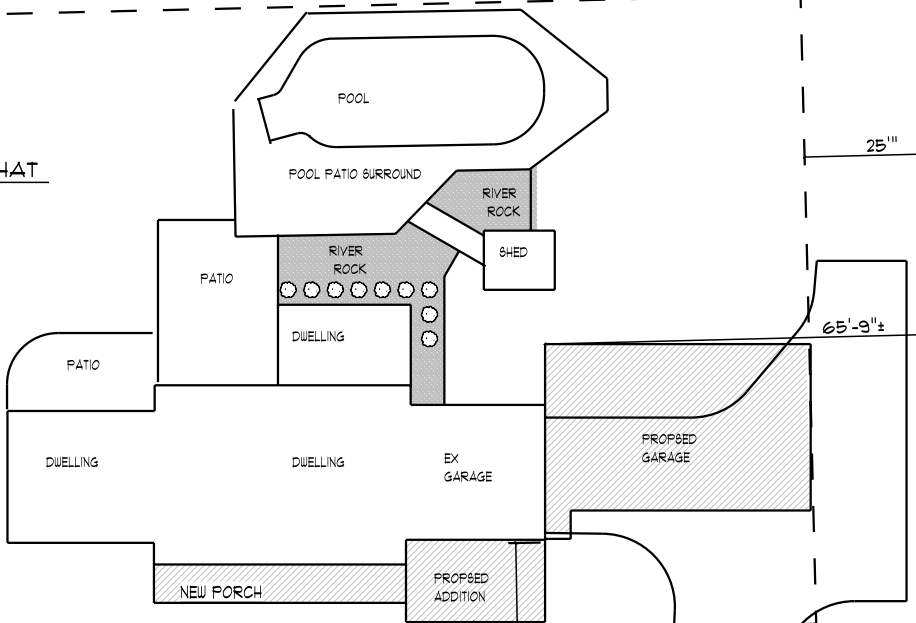 POOL
25'"
HAT
POOL PATIO SURROUND
RIVER
ROCK
RIVER
ROCK
SHED
PATIO
65'-9"±
DWELLING
PATIO
PROPSED
GARAGE
DWELLING
DWELLING
EX
GARAGE
PROPSED
ADDITION
NEW PORCH